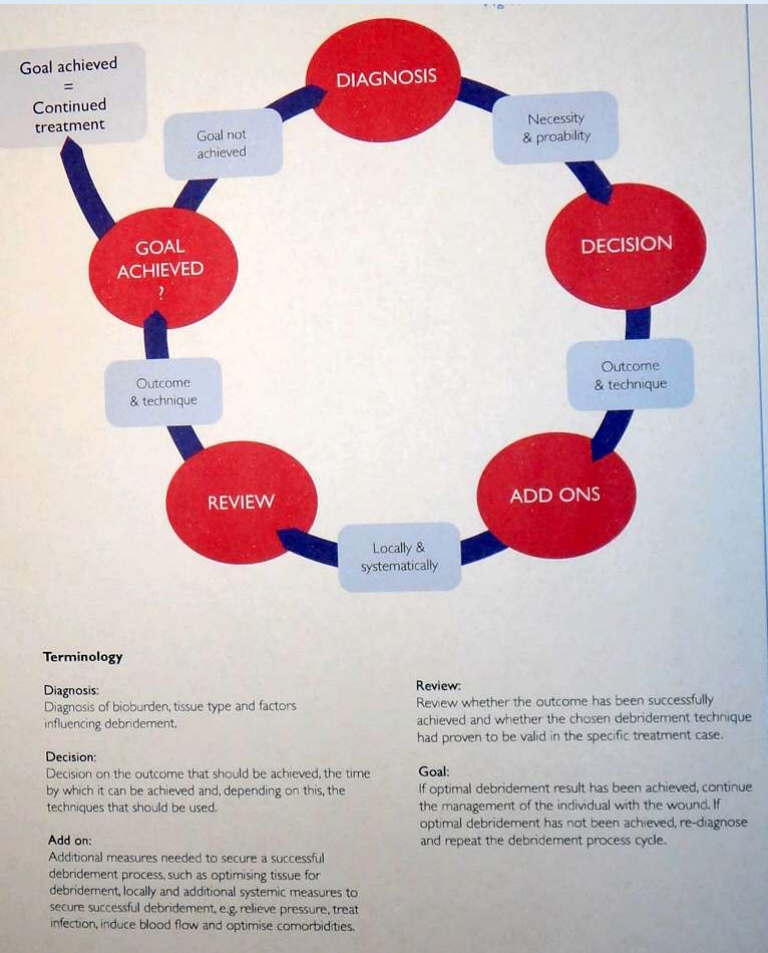 DIAGNOSIS
Necessity
& proability
DECISION
Outcome
& technique
ADD ONS
Locally &
systematically
REVIEW
Outcome
& technique
GOAL
ACHIEVED
?
Goal not
achieved
Goal achieved
=
Continued
treatment
Terminology
Diagnosis:
Diagnosis of bioburden, tissue type and factors
influencing debridement.
Decision:
Decision on the outcome that should be achieved, the time
by which it can be achieved and, depending on this, the
techniques that should be used.
Add on:
Additional measures needed to secure a successful
debridement process, such as optimising tissue for
debridement, locally and additional systemic measures to
secure successful debridement, e.g. relieve pressure, treat
infection, induce blood flow and optimise comorbidities.
Review:
Review whether the outcome has been successfully
achieved and whether the chosen debridement technique
had proven to be valid in the specific treatment case.
Goal:
If optimal debridement result has been achieved, continue
the management of the individual with the wound. If
optimal debridement has not been achieved, re-diagnose
and repeat the debridement process cycle.